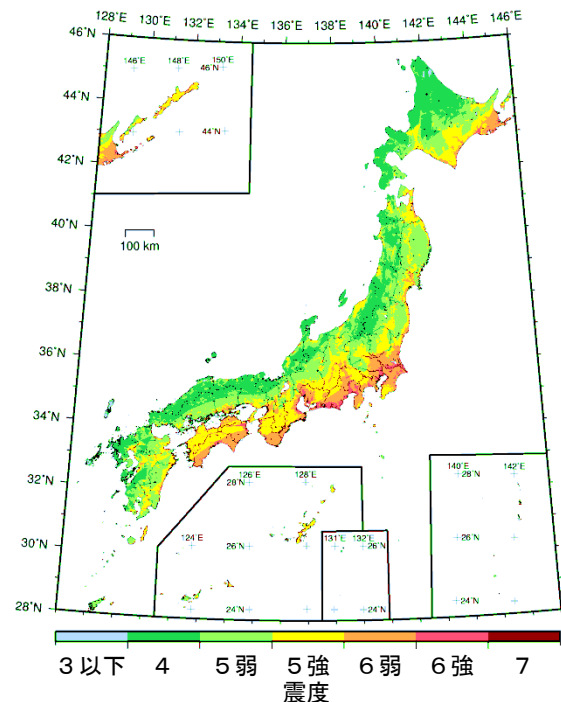 128˚E 130˚E 132˚E 134˚E 136˚E 138˚E 140˚E 142˚E 144˚E 146˚E
46˚N
146˚E 148˚E 150˚E
46˚N
44˚N
44˚N
42˚N
40˚N
100 km
38˚N
36˚N
34˚N
32˚N
126˚E 128˚E
28˚N
140˚E 142˚E
28˚N
30˚N
124˚E
26˚N
131˚E 132˚E
26˚N
26˚N
28˚N
24˚N
24˚N
24˚N
3以下 4 5弱 5強 6弱 6強 7
震度